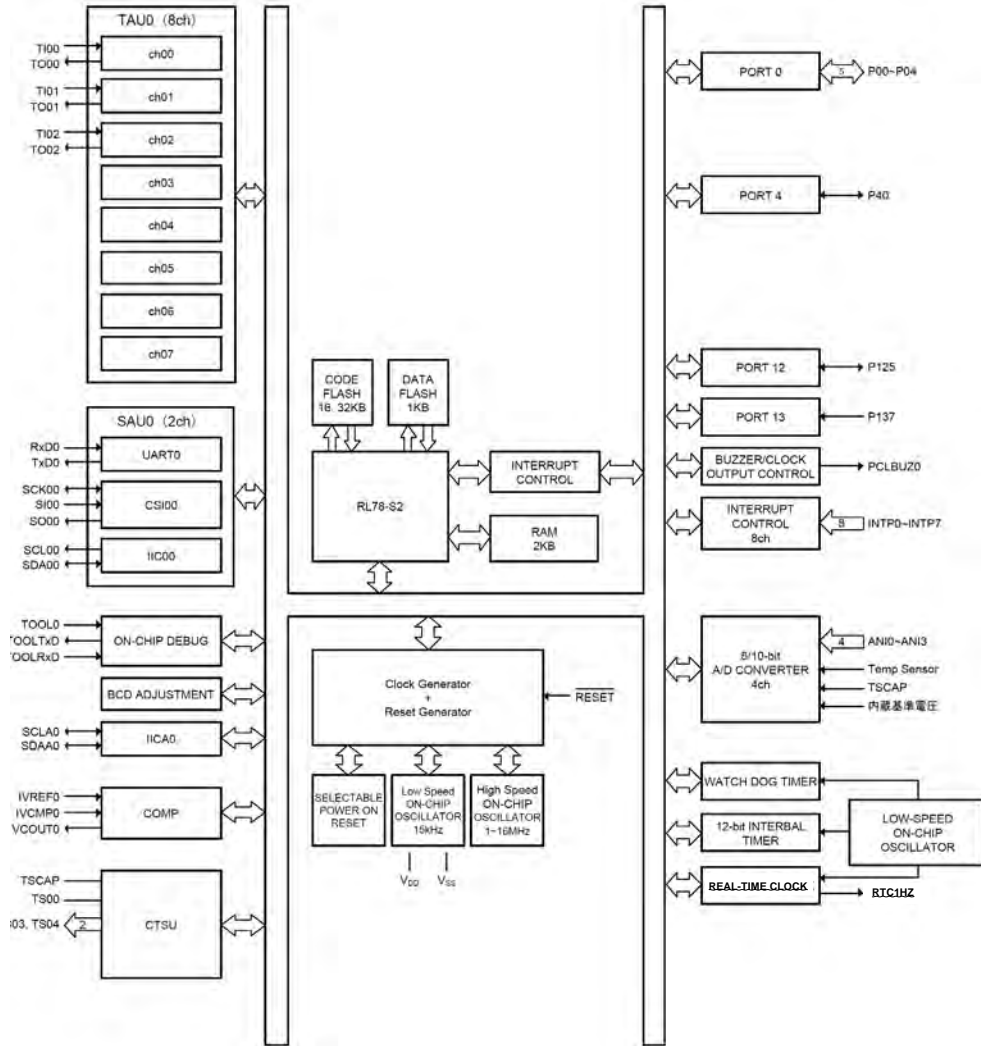 TAU0 (8ch)
TI00
TO00
ch00
TI01
TO01
ch01
TI02
TO02
ch02
ch03
ch04
ch05
ch06
ch07
SAU0 (2ch)
RxD0
TxD0
UART0
SCK00
SI00
SO00
CSI00
SCL00
SDA00
IIC00
TOOL0
TOOLTxD
TOOLRxD
ON-CHIP DEBUG
BCD ADJUSTMENT
SCLA0
SDAA0
IICA0
IVREF0
IVCMP0
VCOUT0
COMP
TSCAP
TS00
03, TS04
2
CTSU
CODE
FLASH
16, 32KB
DATA
FLASH
1KB
RL78-S2
INTERRUPT
CONTROL
RAM
2KB
Clock Generator
+
Reset Generator
RESET
SELECTABLE
POWER ON
RESET
Low Speed
ON-CHIP
OSCILLATOR
15kHz
High Speed
ON-CHIP
OSCILLATOR
1~16MHz
VDD
VSS
PORT 0
5
P00~P04
PORT 4
P40
PORT 12
P125
PORT 13
P137
BUZZER/CLOCK
OUTPUT CONTROL
PCLBUZ0
INTERRUPT
CONTROL
8ch
8
INTP0~INTP7
8/10-bit
A/D CONVERTER
4ch
4
ANI0~ANI3
Temp Sensor
TSCAP
内蔵基準電圧
WATCH DOG TIMER
12-bit INTERBAL
TIMER
REAL-TIME CLOCK
RTC1HZ
LOW-SPEED
ON-CHIP
OSCILLATOR